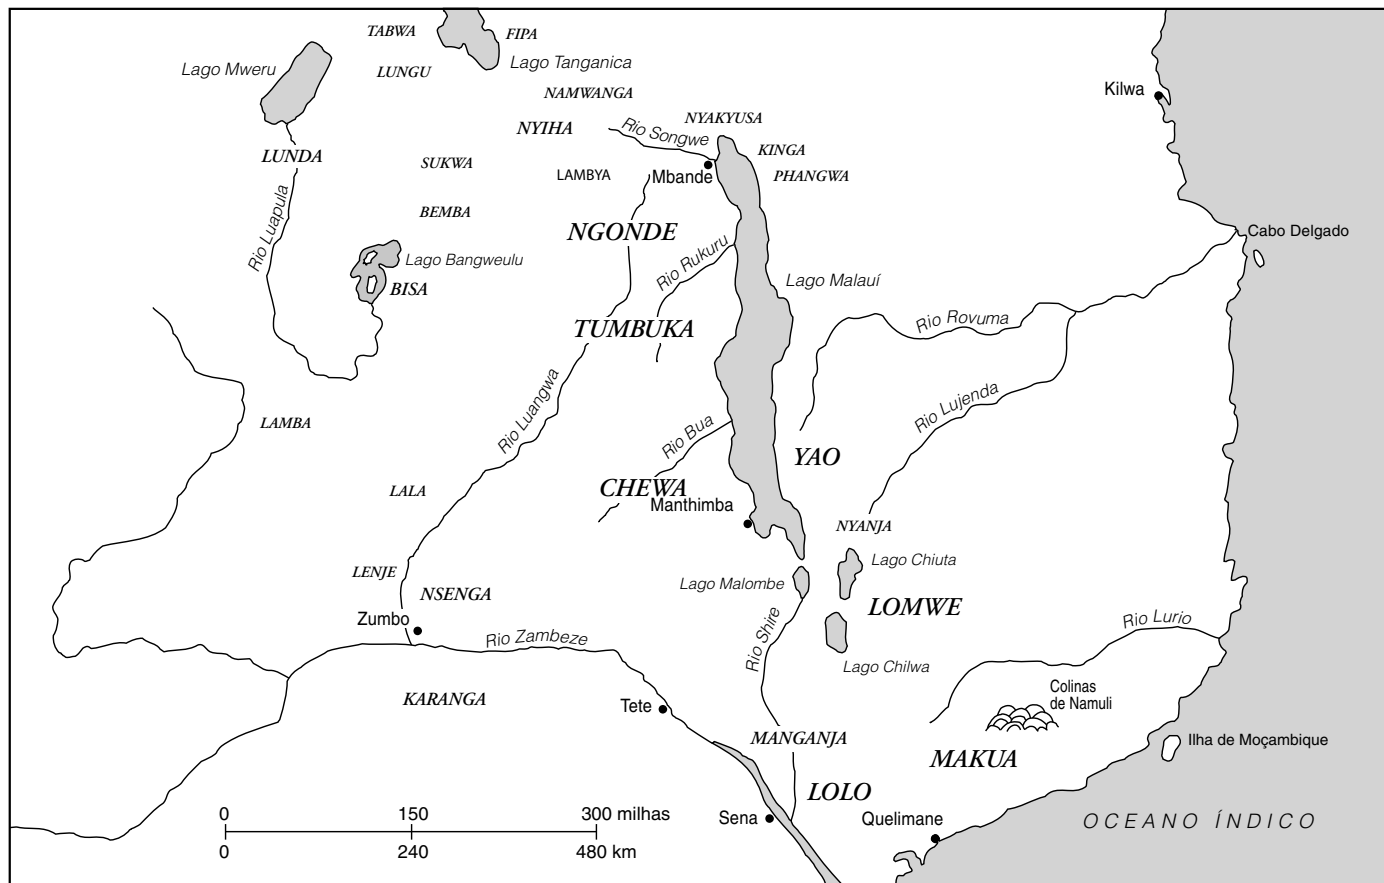 TABWA
FIPA
Lago Mweru
LUNGU
Lago Tanganica
NAMWANGA
Kilwa
NYIHA
Rio Songwe
NYAKYUSA
LUNDA
SUKWA
KINGA
LAMBYA
Mbande
PHANGWA
Rio Luapula
BEMBA
NGONDE
Cabo Delgado
Lago Bangweulu
Rio Rukuru
Lago Malauí
BISA
TUMBUKA
Rio Rovuma
Rio Luangwa
Rio Lujenda
LAMBA
Rio Bua
YAO
LALA
CHEWA
Manthimba
NYANJA
Lago Chiuta
LENJE
Lago Malombe
NSENGA
LOMWE
Zumbo
Rio Zambeze
Rio Shire
Rio Lurio
Lago Chilwa
KARANGA
Tete
Colinas
de Namuli
MANGANJA
MAKUA
Ilha de Moçambique
LOLO
0 150 300 milhas
0 240 480 km
Sena
Quelimane
OCEANO ÍNDICO